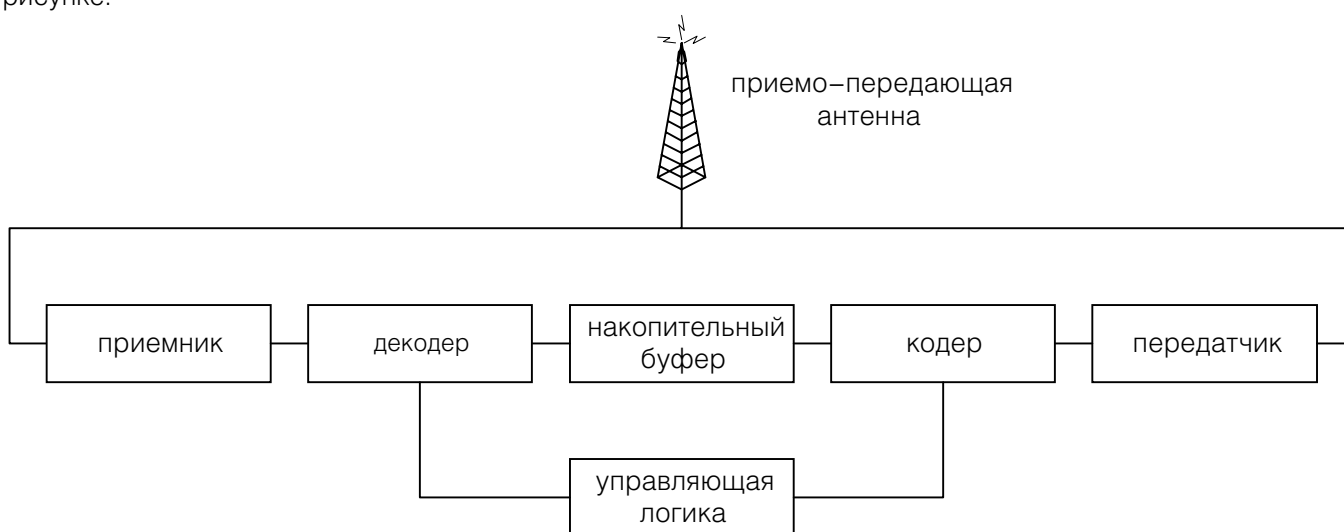 рисунке.
приемо–передающая
антенна
приемник
декодер
накопительный
буфер
кодер
передатчик
управляющая
логика